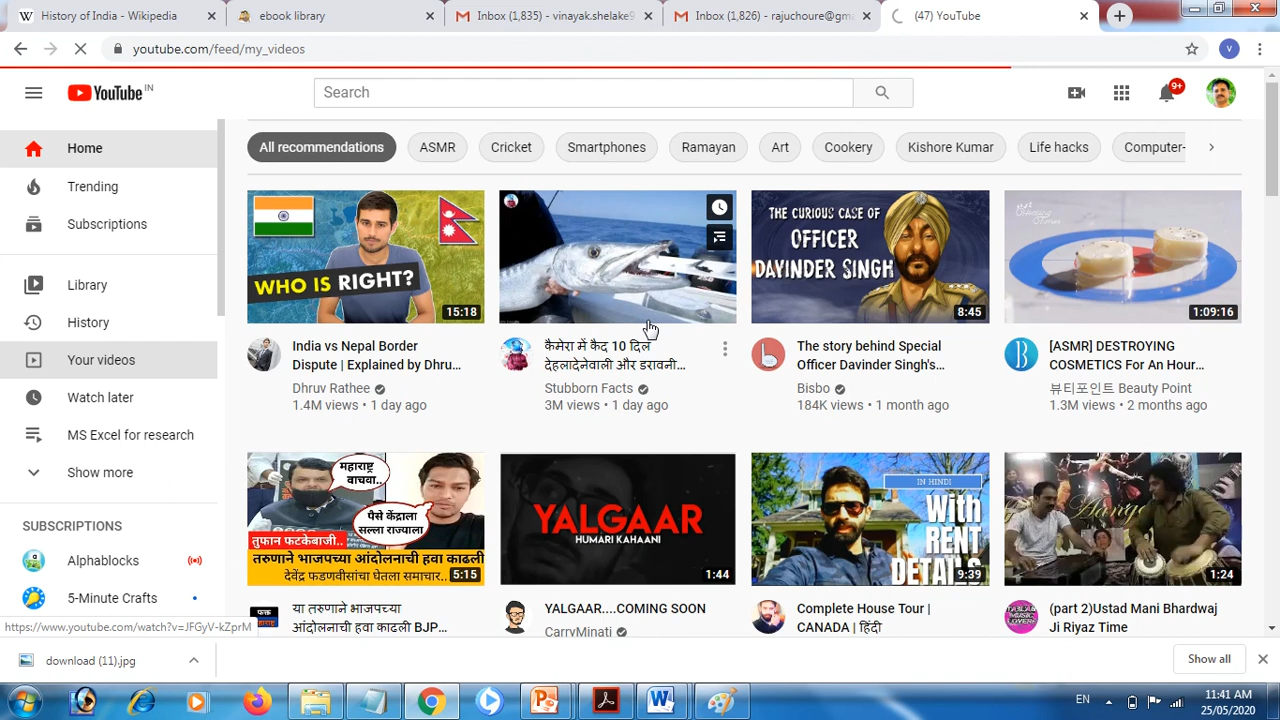 History of India - Wikipedia
ebook library
Inbox (1,835) - vinayak.shelake9
Inbox (1,826) - rajuchoure@gm
(47) YouTube
youtube.com/feed/my_videos
V
YouTube IN
Search
9+
Home
Trending
Subscriptions
Library
History
Your videos
Watch later
MS Excel for research
Show more
SUBSCRIPTIONS
Alphablocks
5-Minute Crafts
All recommendations
ASMR
Cricket
Smartphones
Ramayan
Art
Cookery
Kishore Kumar
Life hacks
Computer-
WHO IS RIGHT?
15:18
THE CURIOUS CASE OF
OFFICER
DAVINDER SINGH
8:45
1:09:16
India vs Nepal Border
Dispute | Explained by Dhru...
Dhruv Rathee
1.4M views • 1 day ago
कैमेरा में कैद 10 दिल
देहलादेनेवाली और डरावनी...
Stubborn Facts
3M views • 1 day ago
The story behind Special
Officer Davinder Singh's...
Bisbo
184K views • 1 month ago
[ASMR] DESTROYING
COSMETICS For An Hour...
뷰티포인트 Beauty Point
1.3M views • 2 months ago
महाराष्ट्र
वाचवा..
पैसे केंद्राला
सल्ला राज्याला
तुफान फटकेबाजी..
तरुणाने भाजपच्या आंदोलनाची हवा काढली
देवेंद्र फडणवीसांचा घेतला समाचार..
5:15
YALGAAR
HUMARI KAHAANI
1:44
IN HINDI
With
RENT
DETAILS
9:39
1:24
या तरुणाने भाजपच्या
आंदोलनाची हवा काढली BJP...
YALGAAR....COMING SOON
CarryMinati
Complete House Tour |
CANADA | हिंदी
(part 2)Ustad Mani Bhardwaj
Ji Riyaz Time
https://www.youtube.com/watch?v=JFGyV-kZprM
download (11).jpg
Show all
EN
11:41 AM
25/05/2020